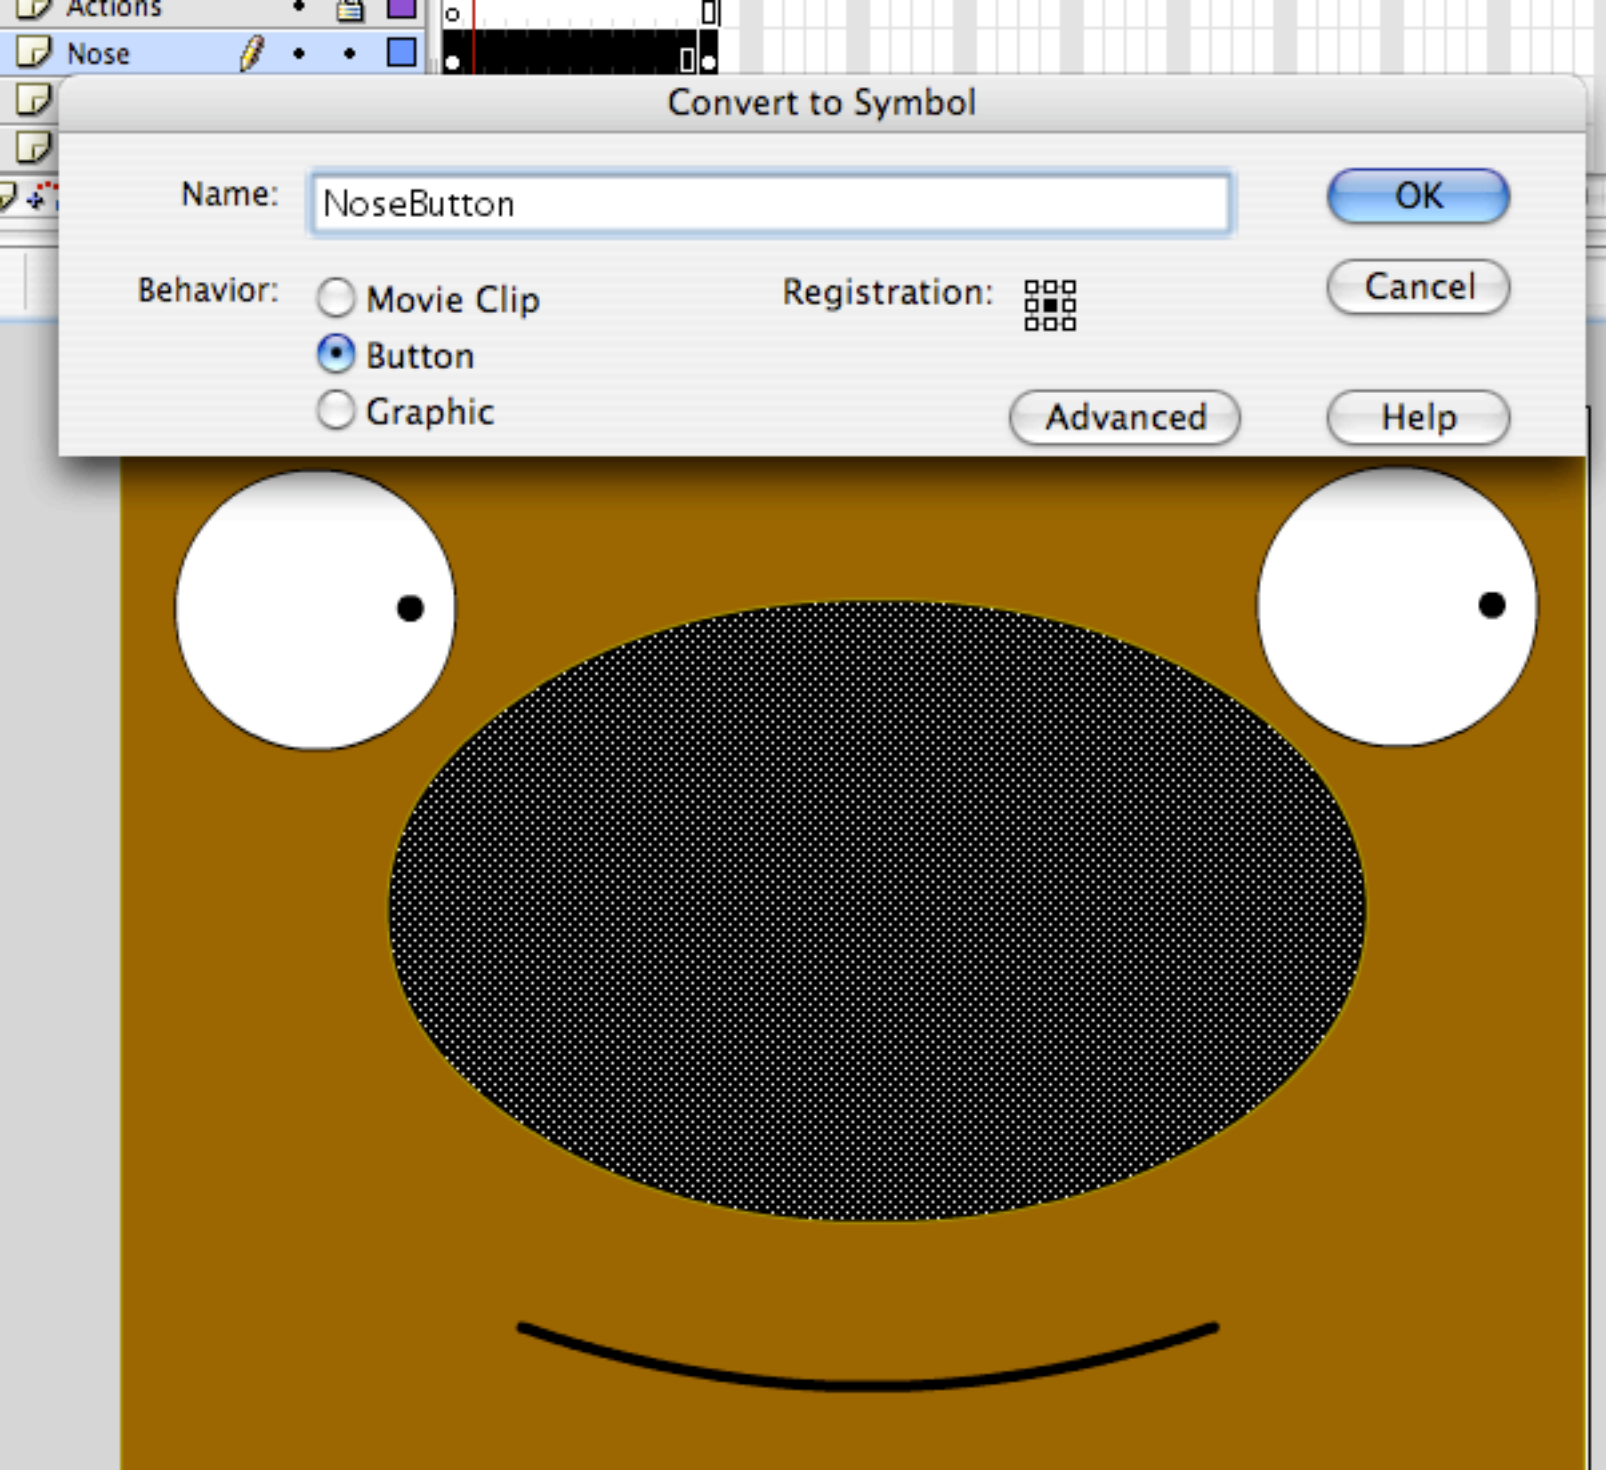 Actions
Nose
Convert to Symbol
Name: NoseButton OK
Behavior: Movie Clip Registration: Cancel
Button
Graphic Advanced Help